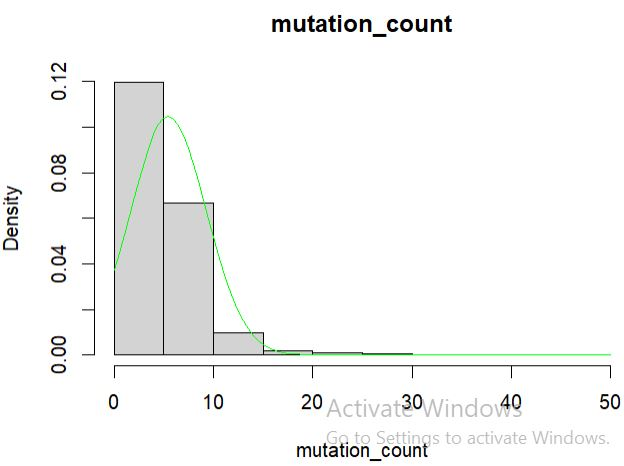 mutation_count
Density
0.12
0.08
0.04
0.00
0 10 20 30 40 50
Activate Windows
Go to Settings to activate Windows.
mutation_count